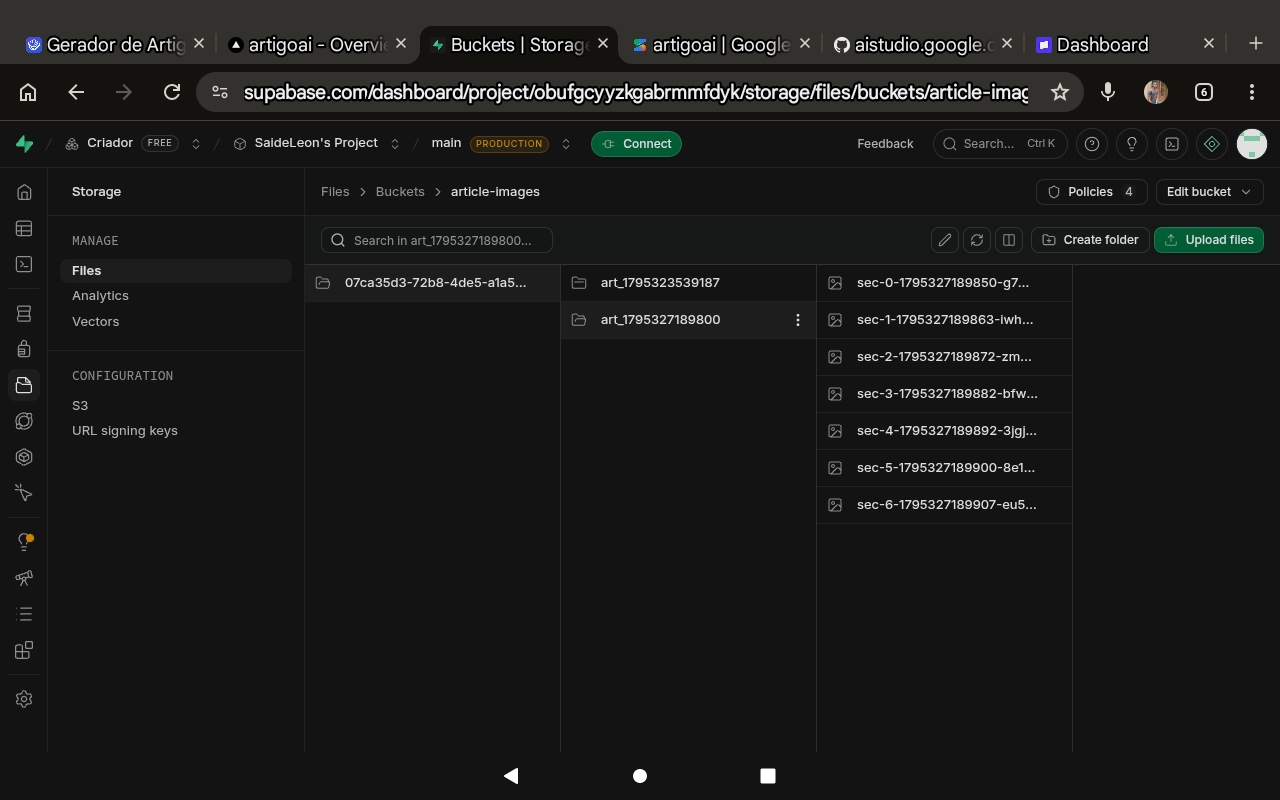 Gerador de Artig
artigoai - Overvie
Buckets | Storage
artigoai | Google
aistudio.google.c
Dashboard
supabase.com/dashboard/project/obufgcyyzkgabrmmfdyk/storage/files/buckets/article-imag
6
Criador FREE
SaideLeon's Project
main PRODUCTION
Connect
Feedback
Search... Ctrl K
Storage
Files > Buckets > article-images
Policies 4
Edit bucket
MANAGE
Search in art_1795327189800...
Create folder
Upload files
Files
Analytics
Vectors
CONFIGURATION
S3
URL signing keys
07ca35d3-72b8-4de5-a1a5...
art_1795323539187
art_1795327189800
sec-0-1795327189850-g7...
sec-1-1795327189863-iwh...
sec-2-1795327189872-zm...
sec-3-1795327189882-bfw...
sec-4-1795327189892-3jgj...
sec-5-1795327189900-8e1...
sec-6-1795327189907-eu5...